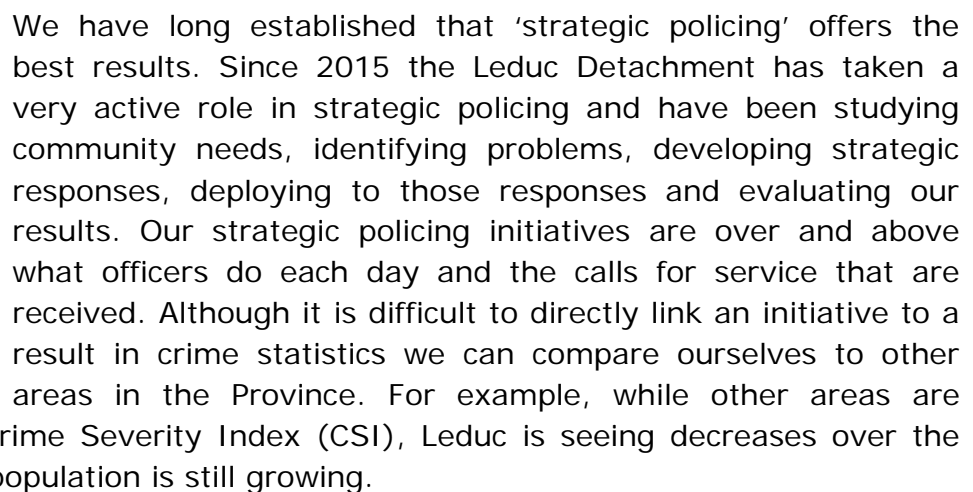 We have long established that ‘strategic policing’ offers the
best results. Since 2015 the Leduc Detachment has taken a
very active role in strategic policing and have been studying
community needs, identifying problems, developing strategic
responses, deploying to those responses and evaluating our
results. Our strategic policing initiatives are over and above
what officers do each day and the calls for service that are
received. Although it is difficult to directly link an initiative to a
result in crime statistics we can compare ourselves to other
areas in the Province. For example, while other areas are
rime Severity Index (CSI), Leduc is seeing decreases over the
population is still growing.